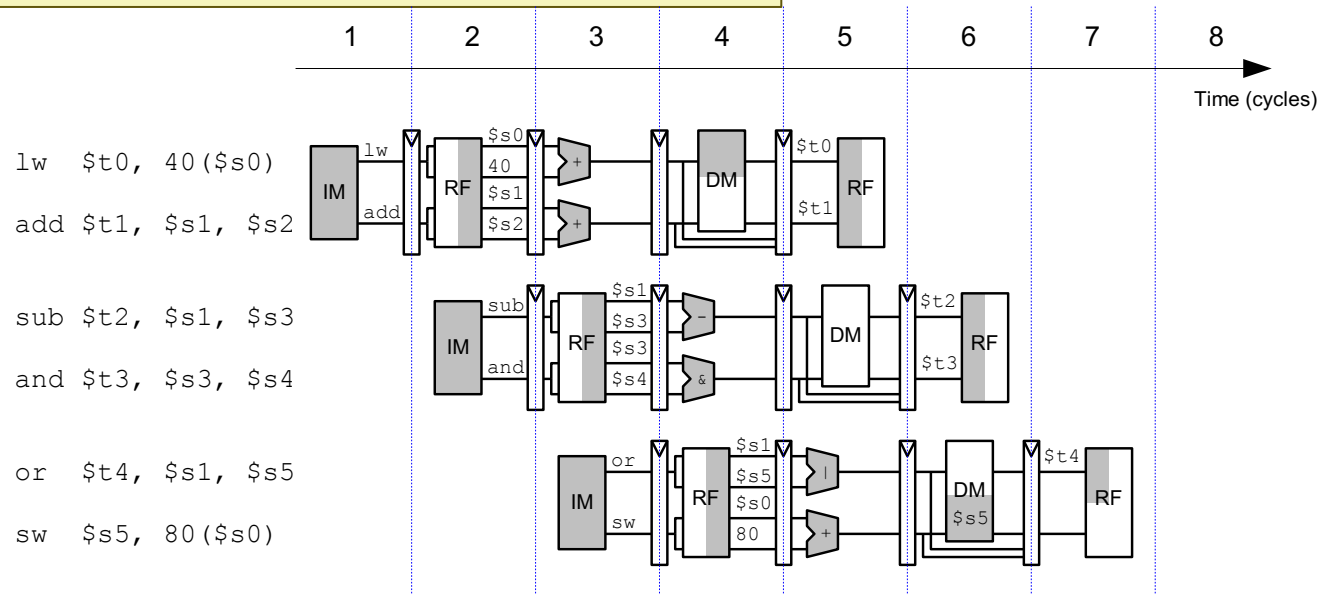 1 2 3 4 5 6 7 8
Time (cycles)
lw $t0, 40($s0)
add $t1, $s1, $s2
IM
lw
add
RF
$s0
40
$s1
$s2
+
+
DM
$t0
$t1
RF
sub $t2, $s1, $s3
and $t3, $s3, $s4
IM
sub
and
RF
$s1
$s3
$s3
$s4
-
&
DM
$t2
$t3
RF
or $t4, $s1, $s5
sw $s5, 80($s0)
IM
or
sw
RF
$s1
$s5
$s0
80
|
+
DM
$s5
$t4
RF